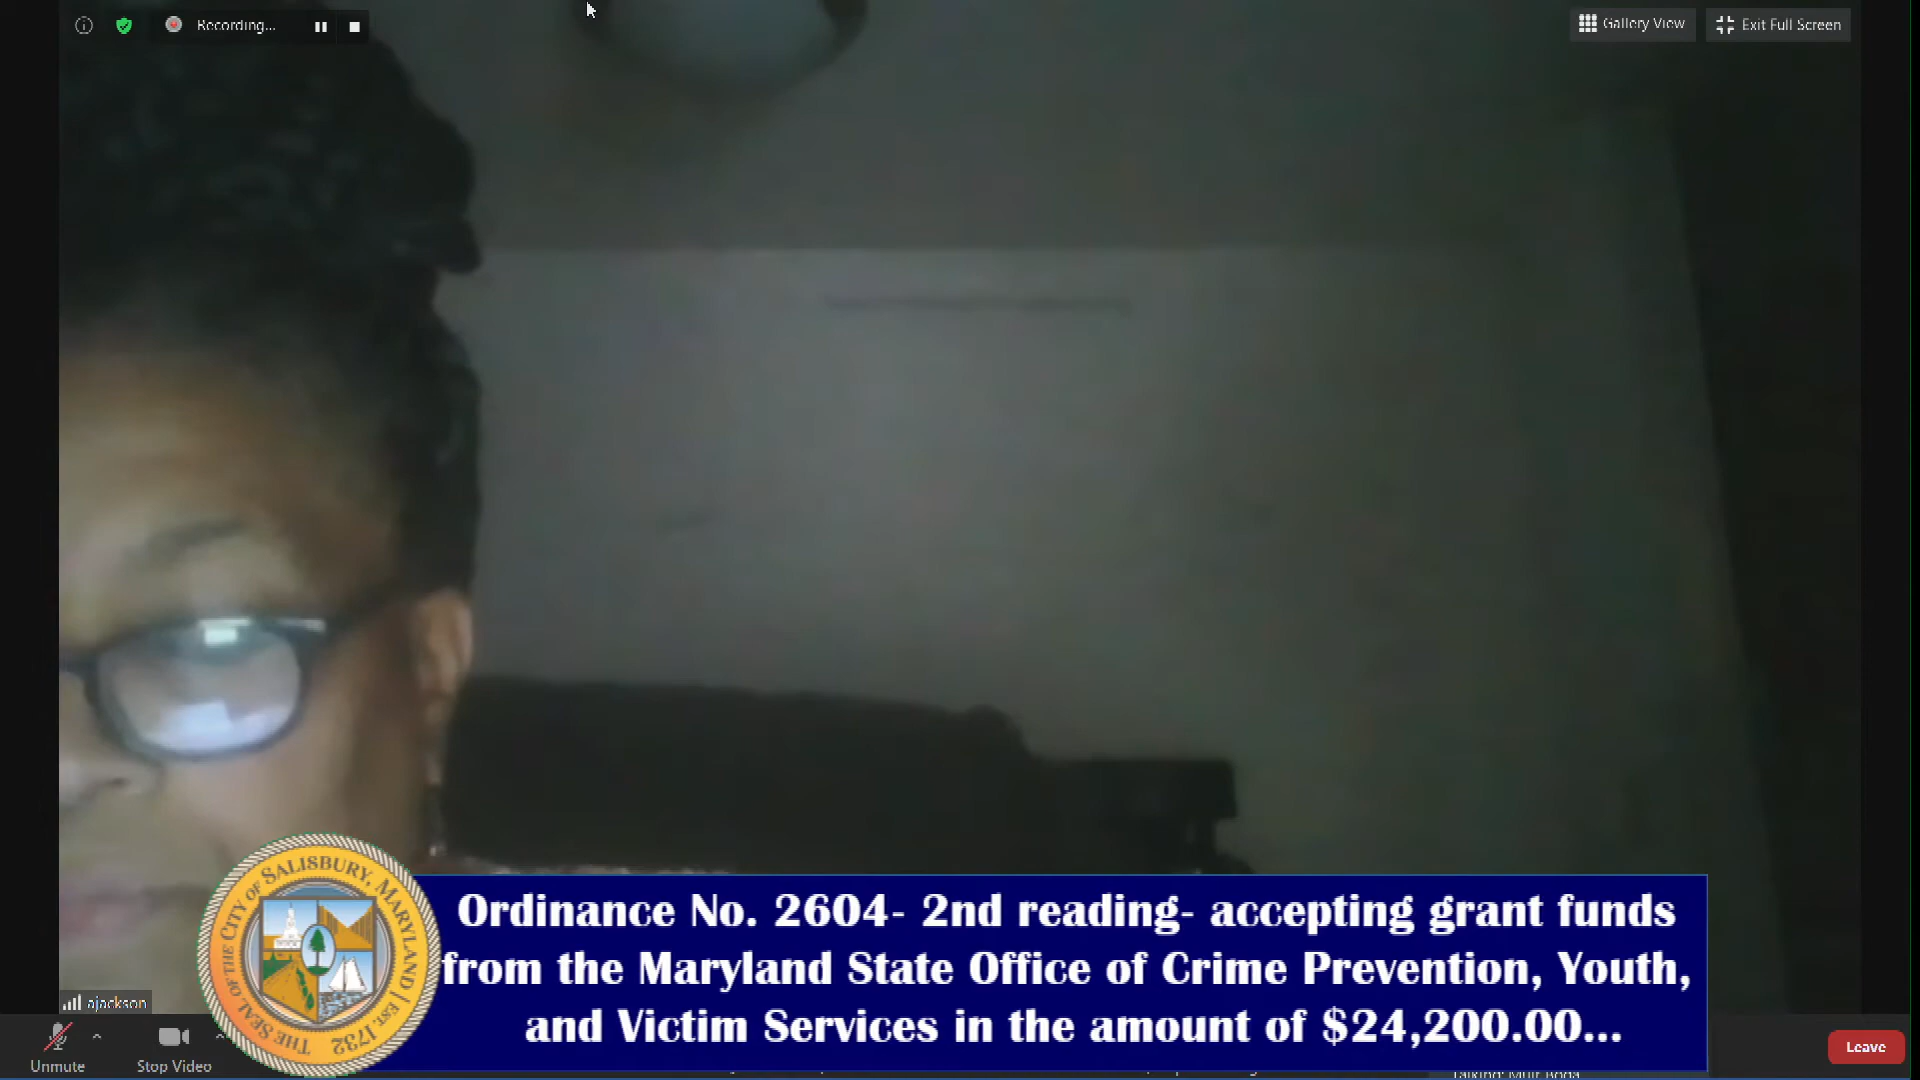 Recording...
Gallery View
Exit Full Screen
Ordinance No. 2604- 2nd reading- accepting grant funds
from the Maryland State Office of Crime Prevention, Youth,
and Victim Services in the amount of $24,200.00...
THE SEAL OF THE CITY OF SALISBURY, MARYLAND | EST. 1732
ajackson
Unmute
Stop Video
Leave